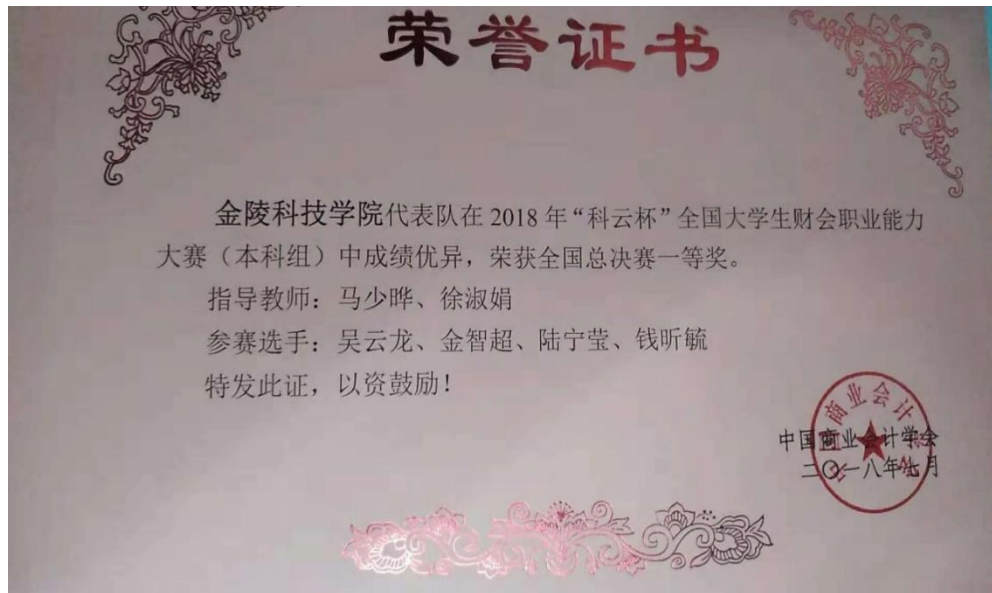 荣誉证书
金陵科技学院代表队在2018年“科云杯”全国大学生财会职业能力
大赛（本科组）中成绩优异，荣获全国总决赛一等奖。
指导教师：马少晔、徐淑娟
参赛选手：吴云龙、金智超、陆宁莹、钱昕毓
特发此证，以资鼓励！
中国商业会计学会
二〇一八年七月